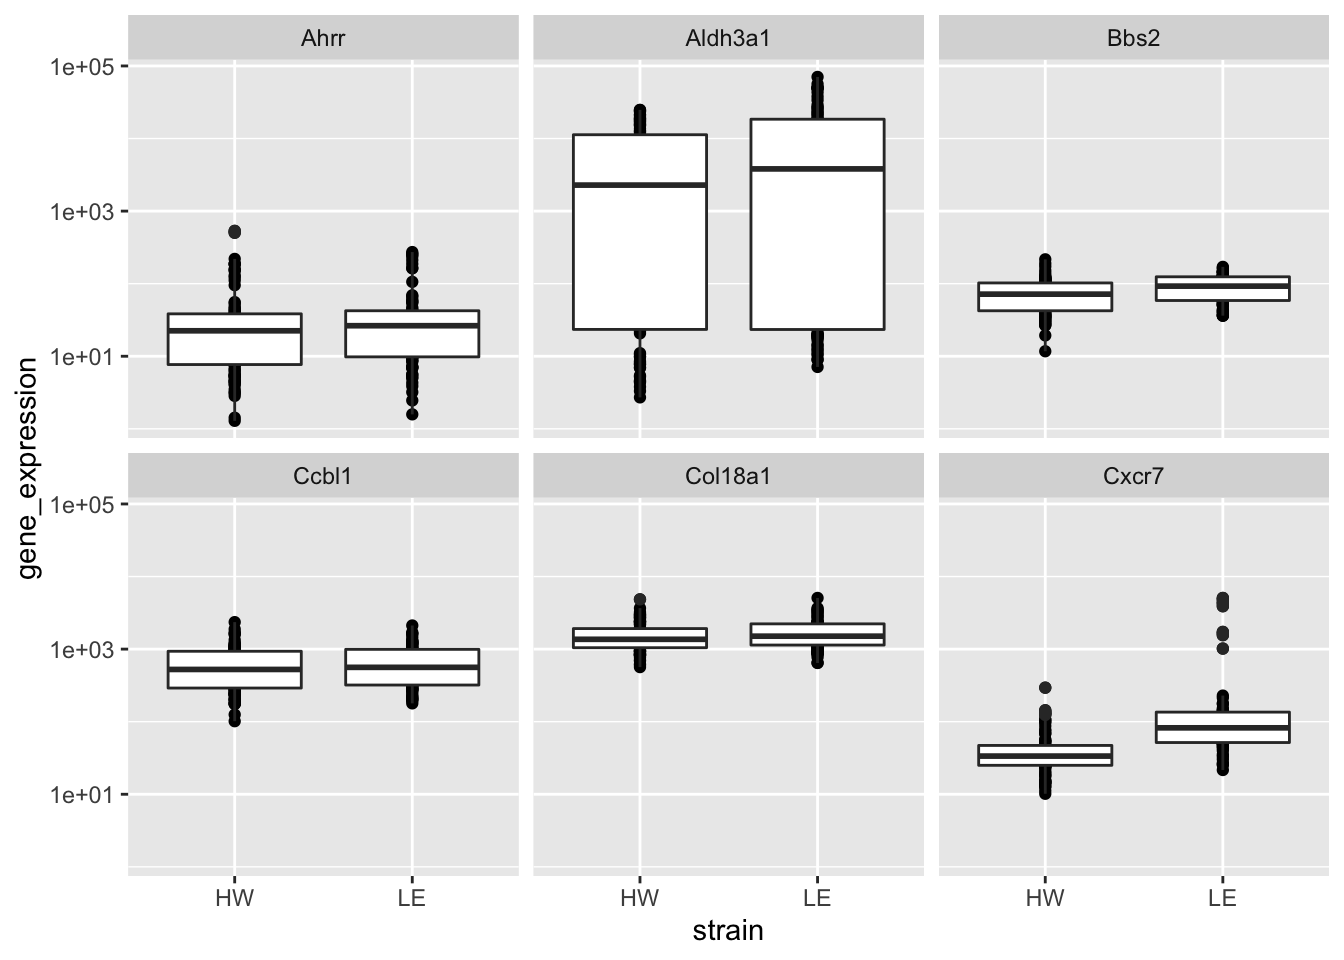 Ahrr
Aldh3a1
Bbs2
1e+05
1e+03
1e+01
gene_expression
Ccbl1
Col18a1
Cxcr7
1e+05
1e+03
1e+01
HW
LE
HW
LE
HW
LE
strain